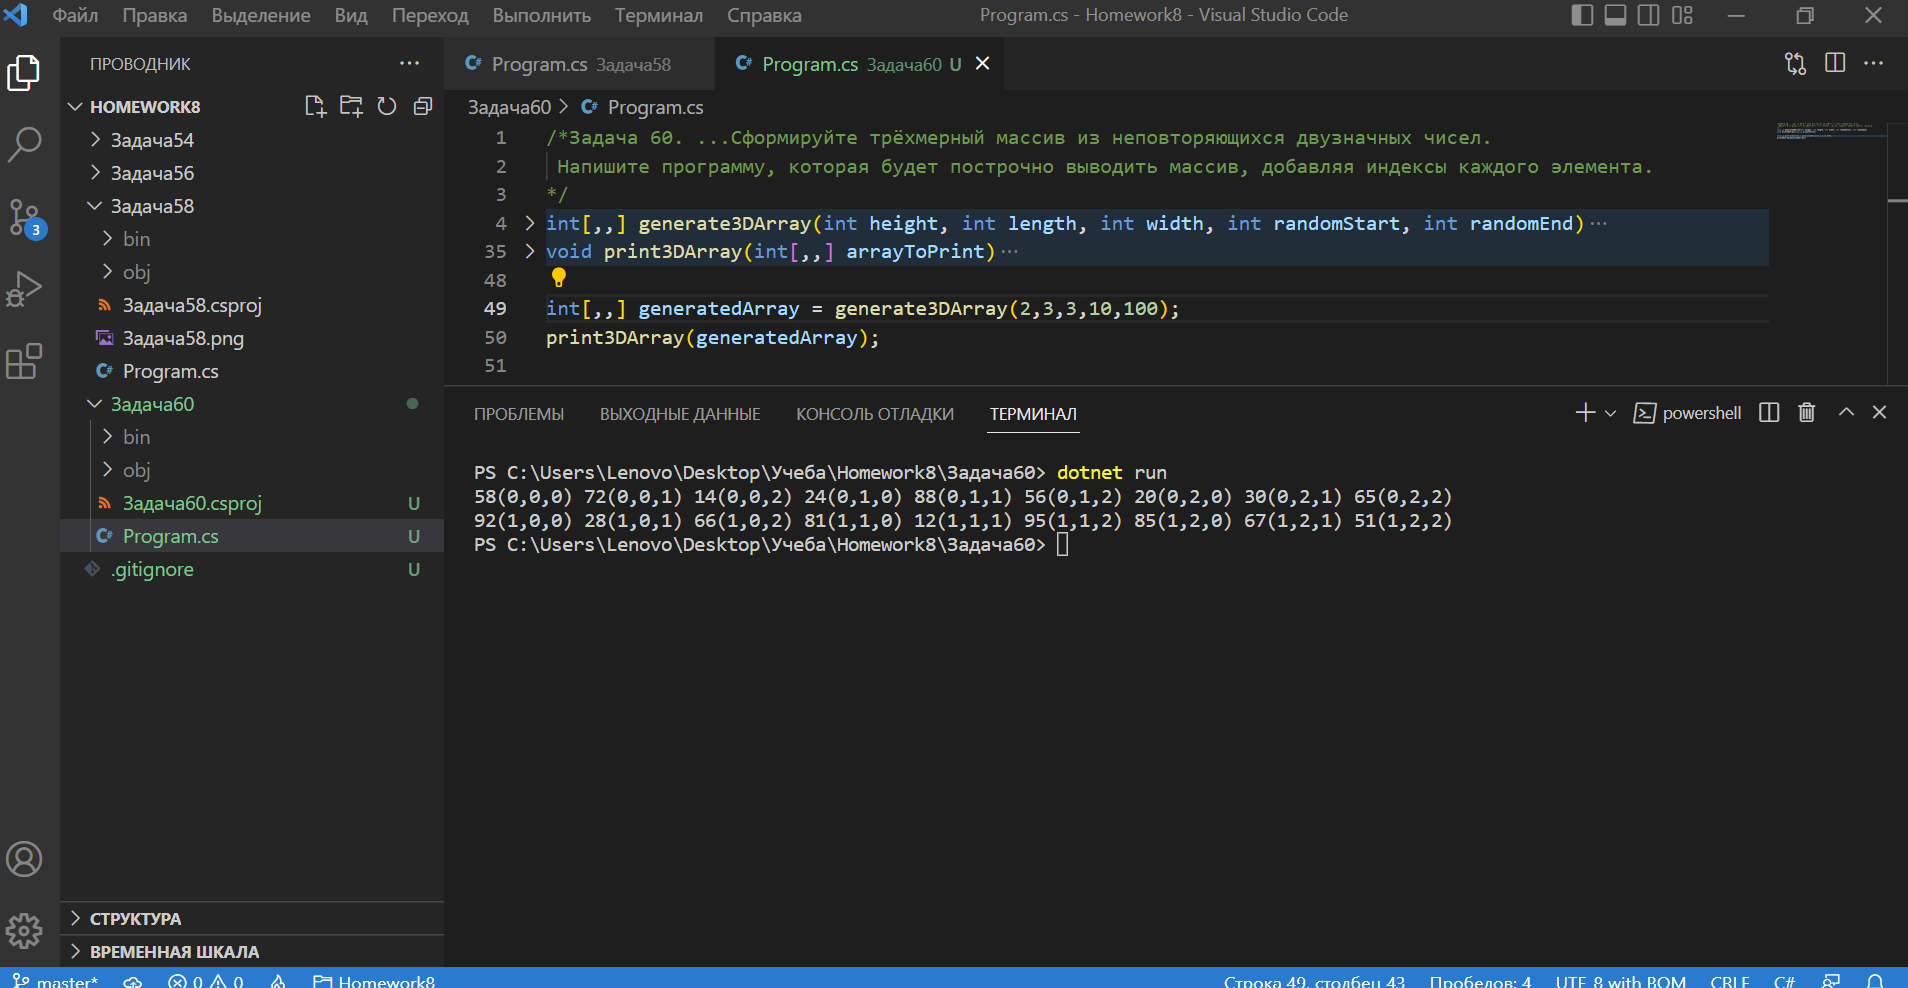 Файл Правка Выделение Вид Переход Выполнить Терминал Справка Program.cs - Homework8 - Visual Studio Code
ПРОВОДНИК
HOMEWORK8
Задача54
Задача56
Задача58
bin
obj
Задача58.csproj
Задача58.png
Program.cs
Задача60
bin
obj
Задача60.csproj U
Program.cs U
.gitignore U
СТРУКТУРА
ВРЕМЕННАЯ ШКАЛА
3
Program.cs Задача58 Program.cs Задача60 U
Задача60 > Program.cs
1 /*Задача 60. ...Сформируйте трёхмерный массив из неповторяющихся двузначных чисел.
2 Напишите программу, которая будет построчно выводить массив, добавляя индексы каждого элемента.
3 */
4 int[,,] generate3DArray(int height, int length, int width, int randomStart, int randomEnd)···
35 void print3DArray(int[,,] arrayToPrint)···
48
49 int[,,] generatedArray = generate3DArray(2,3,3,10,100);
50 print3DArray(generatedArray);
51
ПРОБЛЕМЫ ВЫХОДНЫЕ ДАННЫЕ КОНСОЛЬ ОТЛАДКИ ТЕРМИНАЛ powershell
PS C:\Users\Lenovo\Desktop\Учеба\Homework8\Задача60> dotnet run
58(0,0,0) 72(0,0,1) 14(0,0,2) 24(0,1,0) 88(0,1,1) 56(0,1,2) 20(0,2,0) 30(0,2,1) 65(0,2,2)
92(1,0,0) 28(1,0,1) 66(1,0,2) 81(1,1,0) 12(1,1,1) 95(1,1,2) 85(1,2,0) 67(1,2,1) 51(1,2,2)
PS C:\Users\Lenovo\Desktop\Учеба\Homework8\Задача60>
master* 0 0 Homework8 Строка 49, столбец 43 Пробелов: 4 UTF-8 with BOM CRLF C#